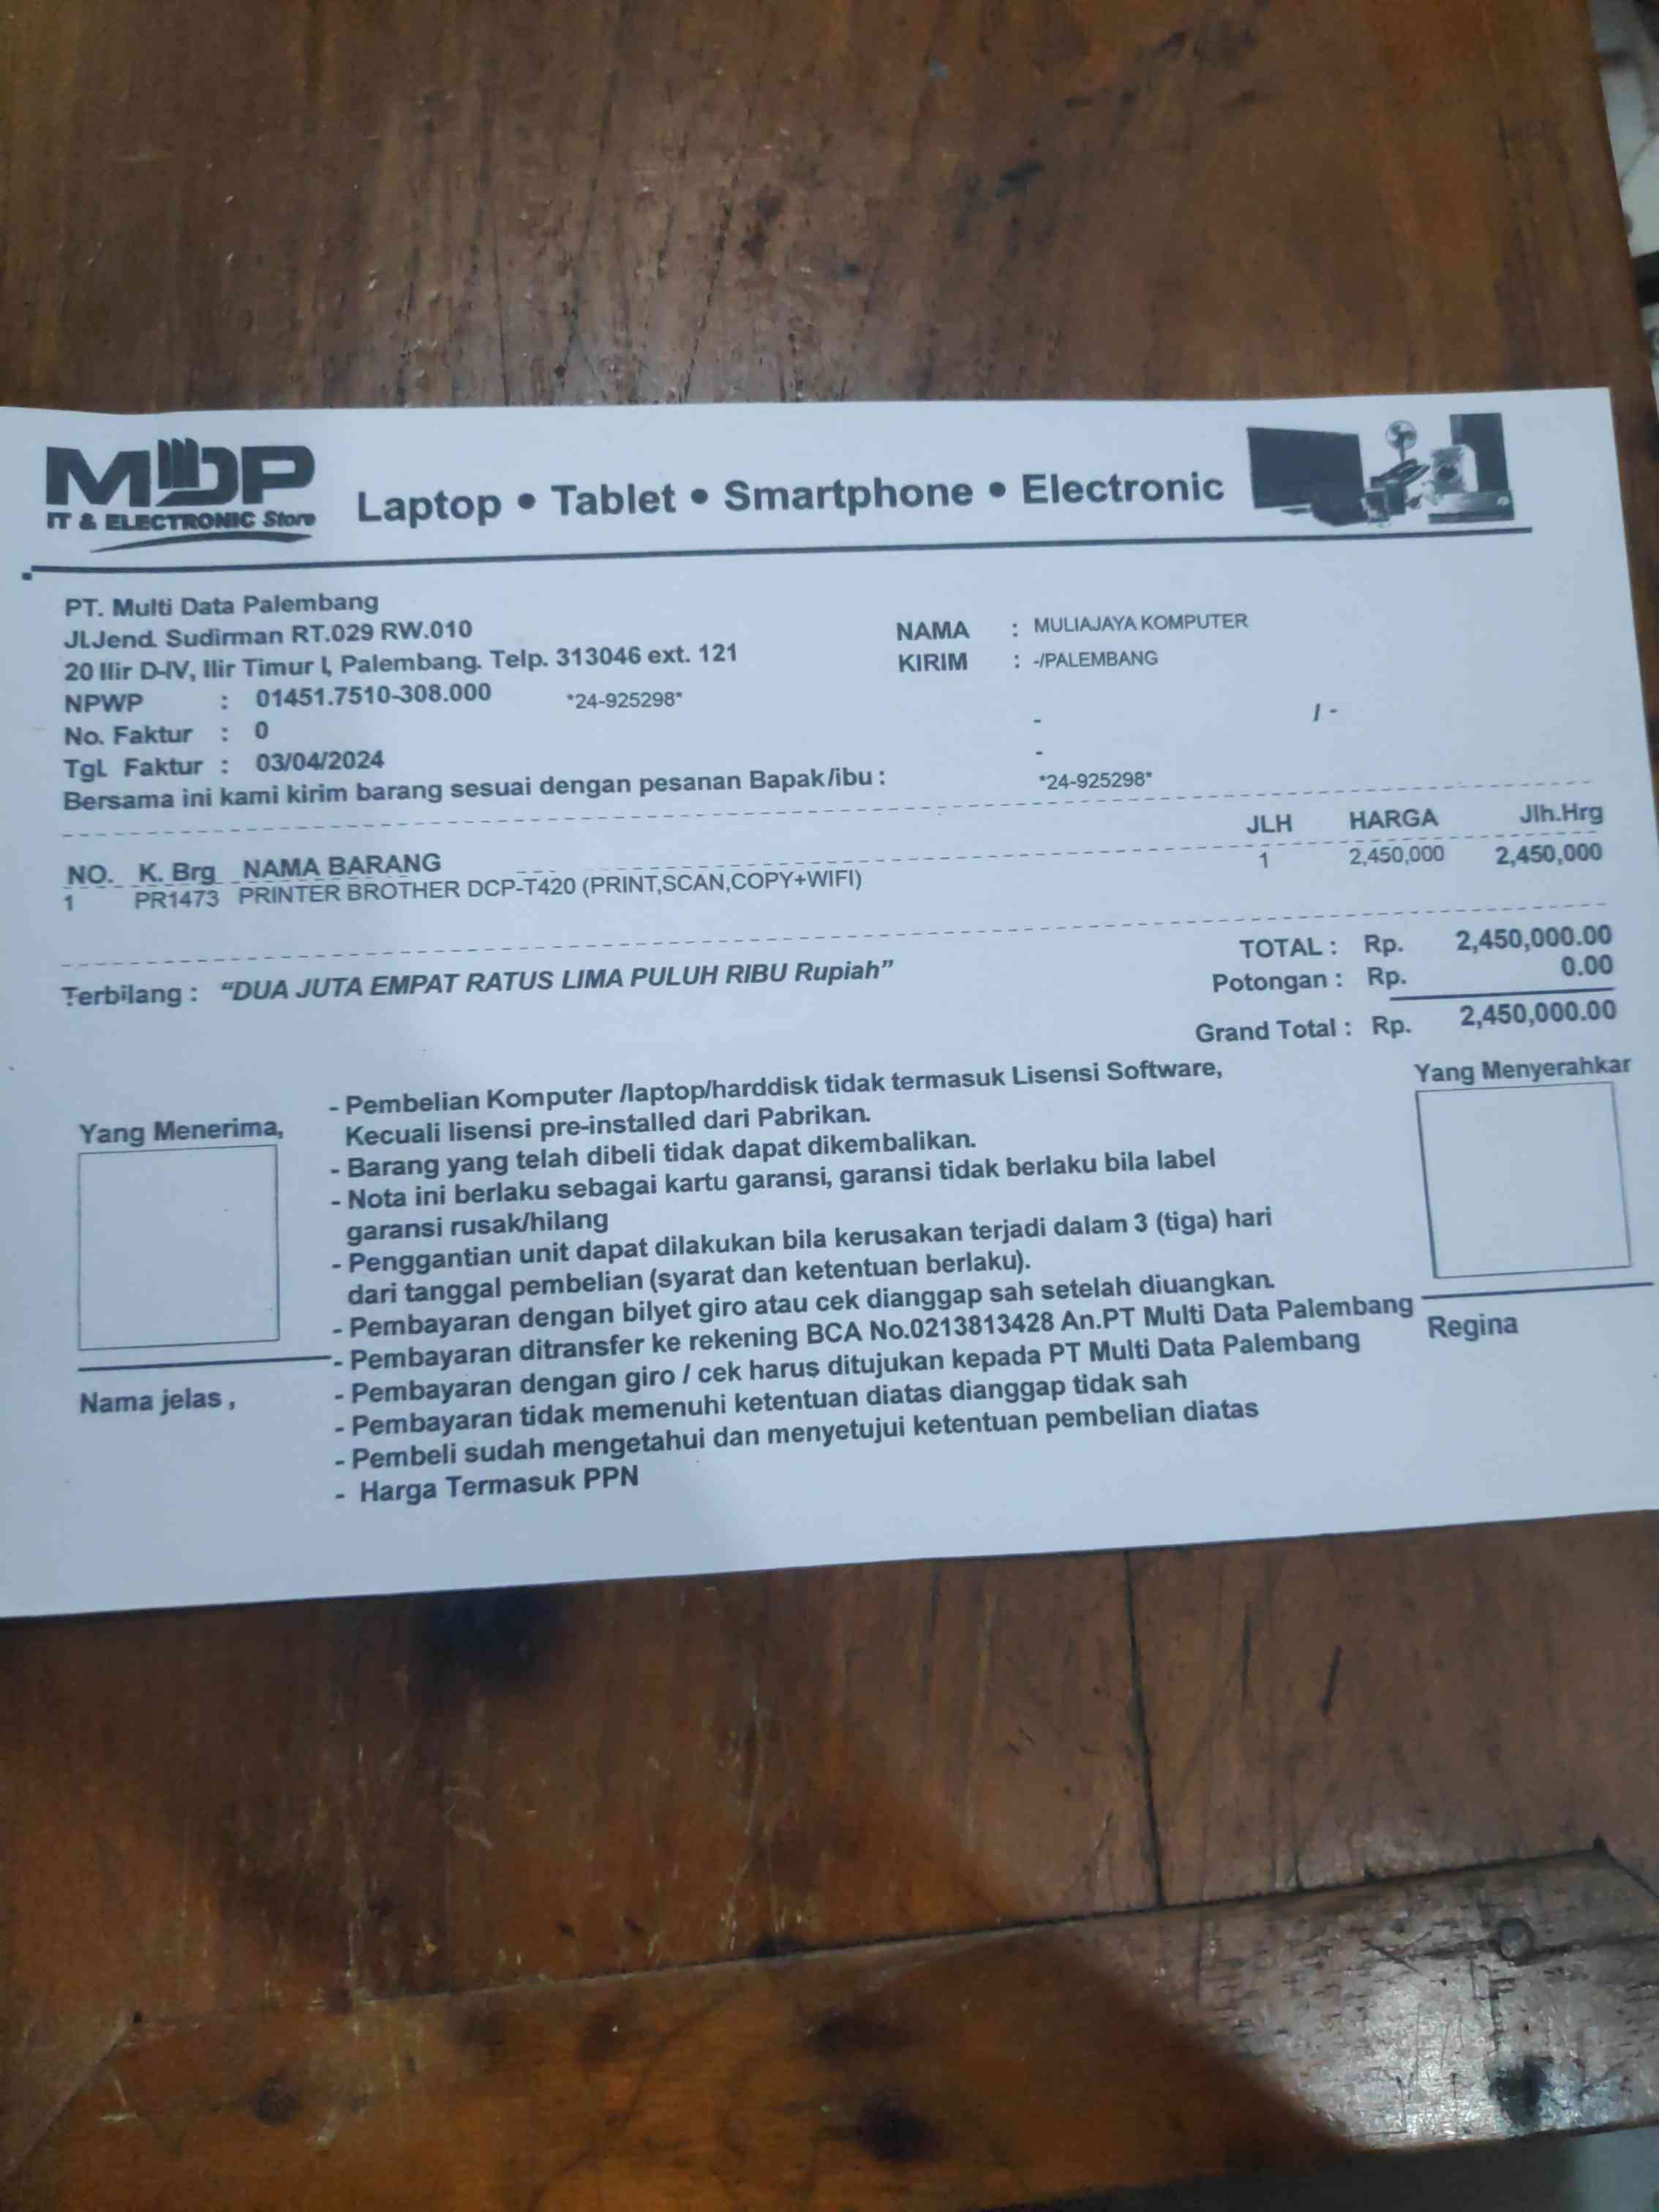 MDP
IT & ELECTRONIC Store
Laptop • Tablet • Smartphone • Electronic
PT. Multi Data Palembang
Jl.Jend. Sudirman RT.029 RW.010
20 Ilir D-IV, Ilir Timur I, Palembang. Telp. 313046 ext. 121
NPWP : 01451.7510-308.000 *24-925298*
No. Faktur : 0
Tgl. Faktur : 03/04/2024
Bersama ini kami kirim barang sesuai dengan pesanan Bapak/ibu :
NAMA : MULIAJAYA KOMPUTER
KIRIM : -/PALEMBANG
- / -
-
*24-925298*
NO. K. Brg NAMA BARANG JLH HARGA Jlh.Hrg
1 PR1473 PRINTER BROTHER DCP-T420 (PRINT,SCAN,COPY+WIFI) 1 2,450,000 2,450,000
Terbilang : “DUA JUTA EMPAT RATUS LIMA PULUH RIBU Rupiah”
TOTAL : Rp. 2,450,000.00
Potongan : Rp. 0.00
Grand Total : Rp. 2,450,000.00
Yang Menerima,
Nama jelas ,
- Pembelian Komputer /laptop/harddisk tidak termasuk Lisensi Software,
Kecuali lisensi pre-installed dari Pabrikan.
- Barang yang telah dibeli tidak dapat dikembalikan.
- Nota ini berlaku sebagai kartu garansi, garansi tidak berlaku bila label
garansi rusak/hilang
- Penggantian unit dapat dilakukan bila kerusakan terjadi dalam 3 (tiga) hari
dari tanggal pembelian (syarat dan ketentuan berlaku).
- Pembayaran dengan bilyet giro atau cek dianggap sah setelah diuangkan.
- Pembayaran ditransfer ke rekening BCA No.0213813428 An.PT Multi Data Palembang
- Pembayaran dengan giro / cek harus ditujukan kepada PT Multi Data Palembang
- Pembayaran tidak memenuhi ketentuan diatas dianggap tidak sah
- Pembeli sudah mengetahui dan menyetujui ketentuan pembelian diatas
- Harga Termasuk PPN
Yang Menyerahkar
Regina